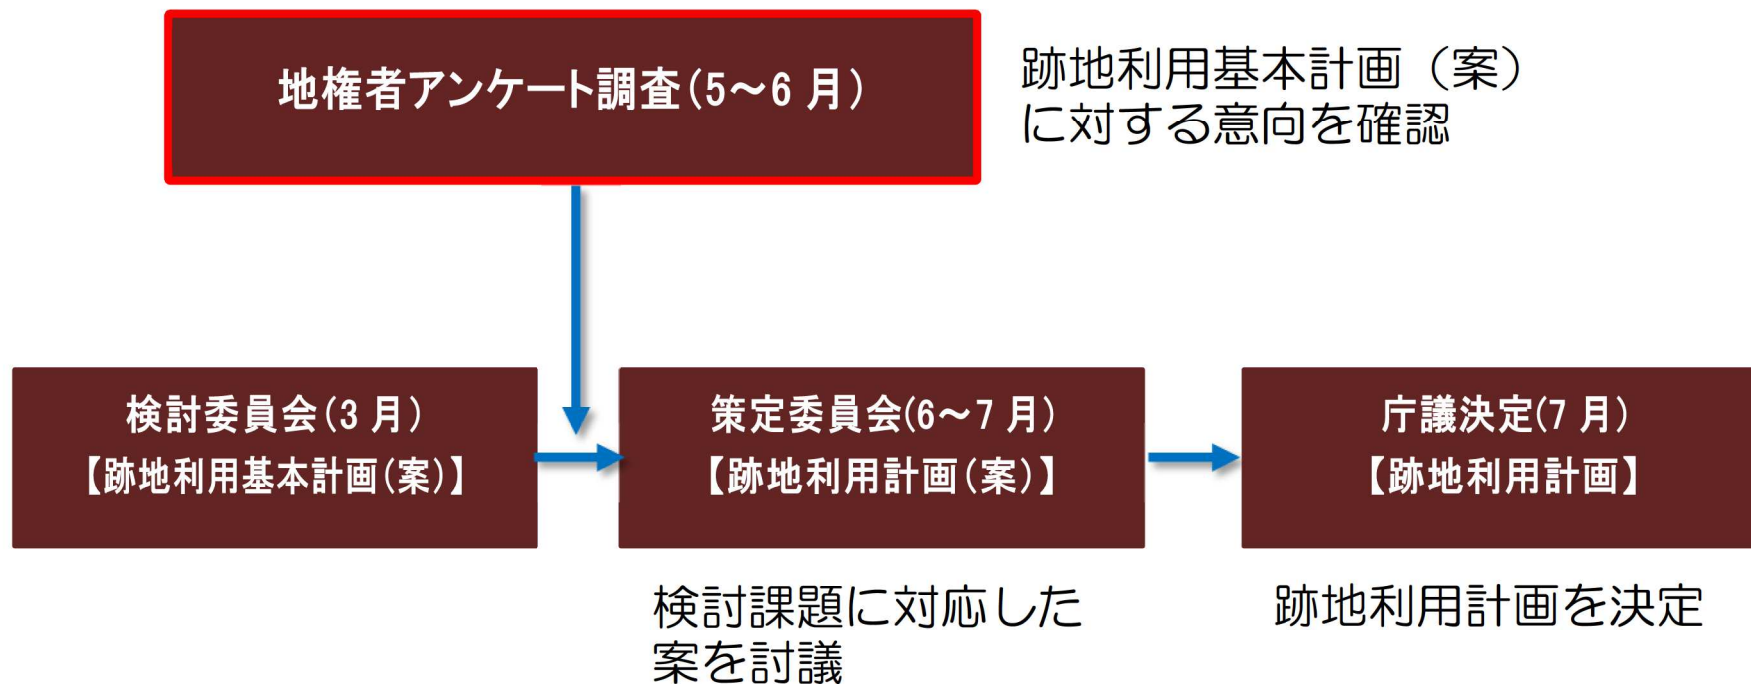 地権者アンケート調査(5～6 月)
跡地利用基本計画（案）
に対する意向を確認
検討委員会(3 月)
【跡地利用基本計画(案)】
策定委員会(6～7 月)
【跡地利用計画(案)】
庁議決定(7 月)
【跡地利用計画】
検討課題に対応した
案を討議
跡地利用計画を決定